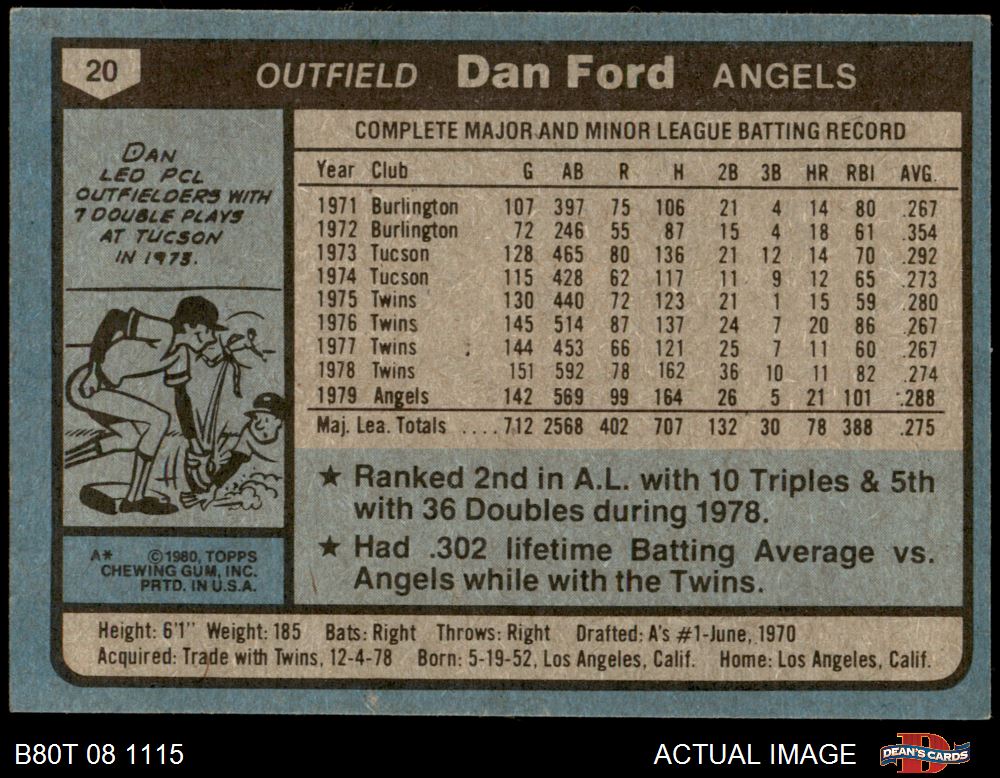 20 OUTFIELD Dan Ford ANGELS
DAN
LED PCL
OUTFIELDERS WITH
7 DOUBLE PLAYS
AT TUCSON
IN 1973.
COMPLETE MAJOR AND MINOR LEAGUE BATTING RECORD
Year Club G AB R H 2B 3B HR RBI AVG.
1971 Burlington 107 397 75 106 21 4 14 80 .267
1972 Burlington 72 246 55 87 15 4 18 61 .354
1973 Tucson 128 465 80 136 21 12 14 70 .292
1974 Tucson 115 428 62 117 11 9 12 65 .273
1975 Twins 130 440 72 123 21 1 15 59 .280
1976 Twins 145 514 87 137 24 7 20 86 .267
1977 Twins 144 453 66 121 25 7 11 60 .267
1978 Twins 151 592 78 162 36 10 11 82 .274
1979 Angels 142 569 99 164 26 5 21 101 .288
Maj. Lea. Totals ....712 2568 402 707 132 30 78 388 .275
★ Ranked 2nd in A.L. with 10 Triples & 5th
with 36 Doubles during 1978.
★ Had .302 lifetime Batting Average vs.
Angels while with the Twins.
A* ©1980, TOPPS
CHEWING GUM, INC.
PRTD. IN U.S.A.
Height: 6'1" Weight: 185 Bats: Right Throws: Right Drafted: A's #1-June, 1970
Acquired: Trade with Twins, 12-4-78 Born: 5-19-52, Los Angeles, Calif. Home: Los Angeles, Calif.
B80T 08 1115 ACTUAL IMAGE DEAN'S CARDS